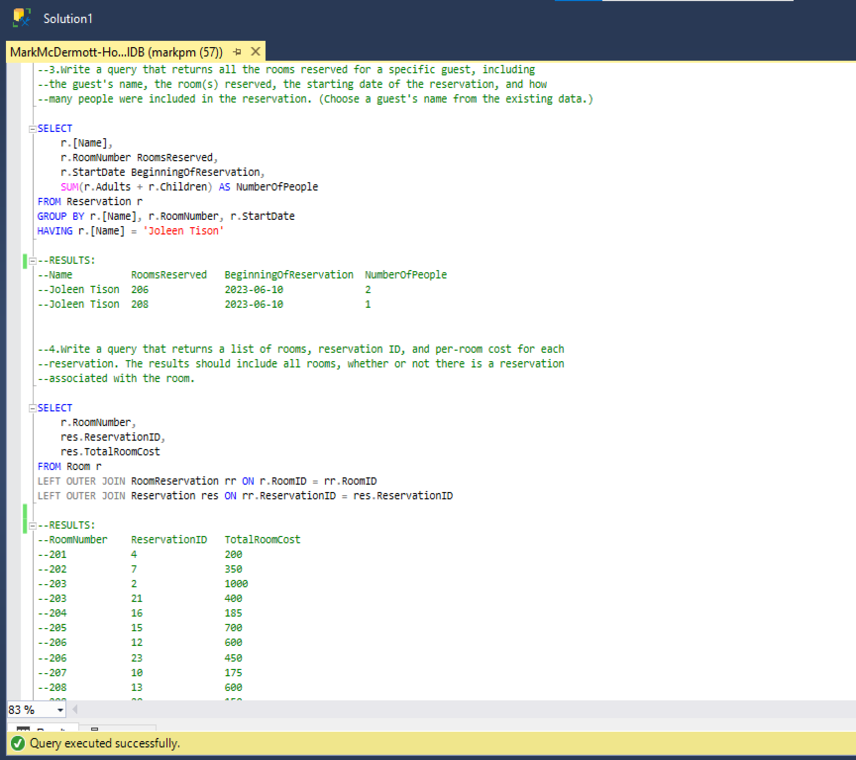 Solution1
MarkMcDermott-Ho...IDB (markpm (57))
--3.Write a query that returns all the rooms reserved for a specific guest, including
--the guest's name, the room(s) reserved, the starting date of the reservation, and how
--many people were included in the reservation. (Choose a guest's name from the existing data.)
SELECT
r.[Name],
r.RoomNumber RoomsReserved,
r.StartDate BeginningOfReservation,
SUM(r.Adults + r.Children) AS NumberOfPeople
FROM Reservation r
GROUP BY r.[Name], r.RoomNumber, r.StartDate
HAVING r.[Name] = 'Joleen Tison'
--RESULTS:
--Name RoomsReserved BeginningOfReservation NumberOfPeople
--Joleen Tison 206 2023-06-10 2
--Joleen Tison 208 2023-06-10 1
--4.Write a query that returns a list of rooms, reservation ID, and per-room cost for each
--reservation. The results should include all rooms, whether or not there is a reservation
--associated with the room.
SELECT
r.RoomNumber,
res.ReservationID,
res.TotalRoomCost
FROM Room r
LEFT OUTER JOIN RoomReservation rr ON r.RoomID = rr.RoomID
LEFT OUTER JOIN Reservation res ON rr.ReservationID = res.ReservationID
--RESULTS:
--RoomNumber ReservationID TotalRoomCost
--201 4 200
--202 7 350
--203 2 1000
--203 21 400
--204 16 185
--205 15 700
--206 12 600
--206 23 450
--207 10 175
--208 13 600
83 %
Query executed successfully.